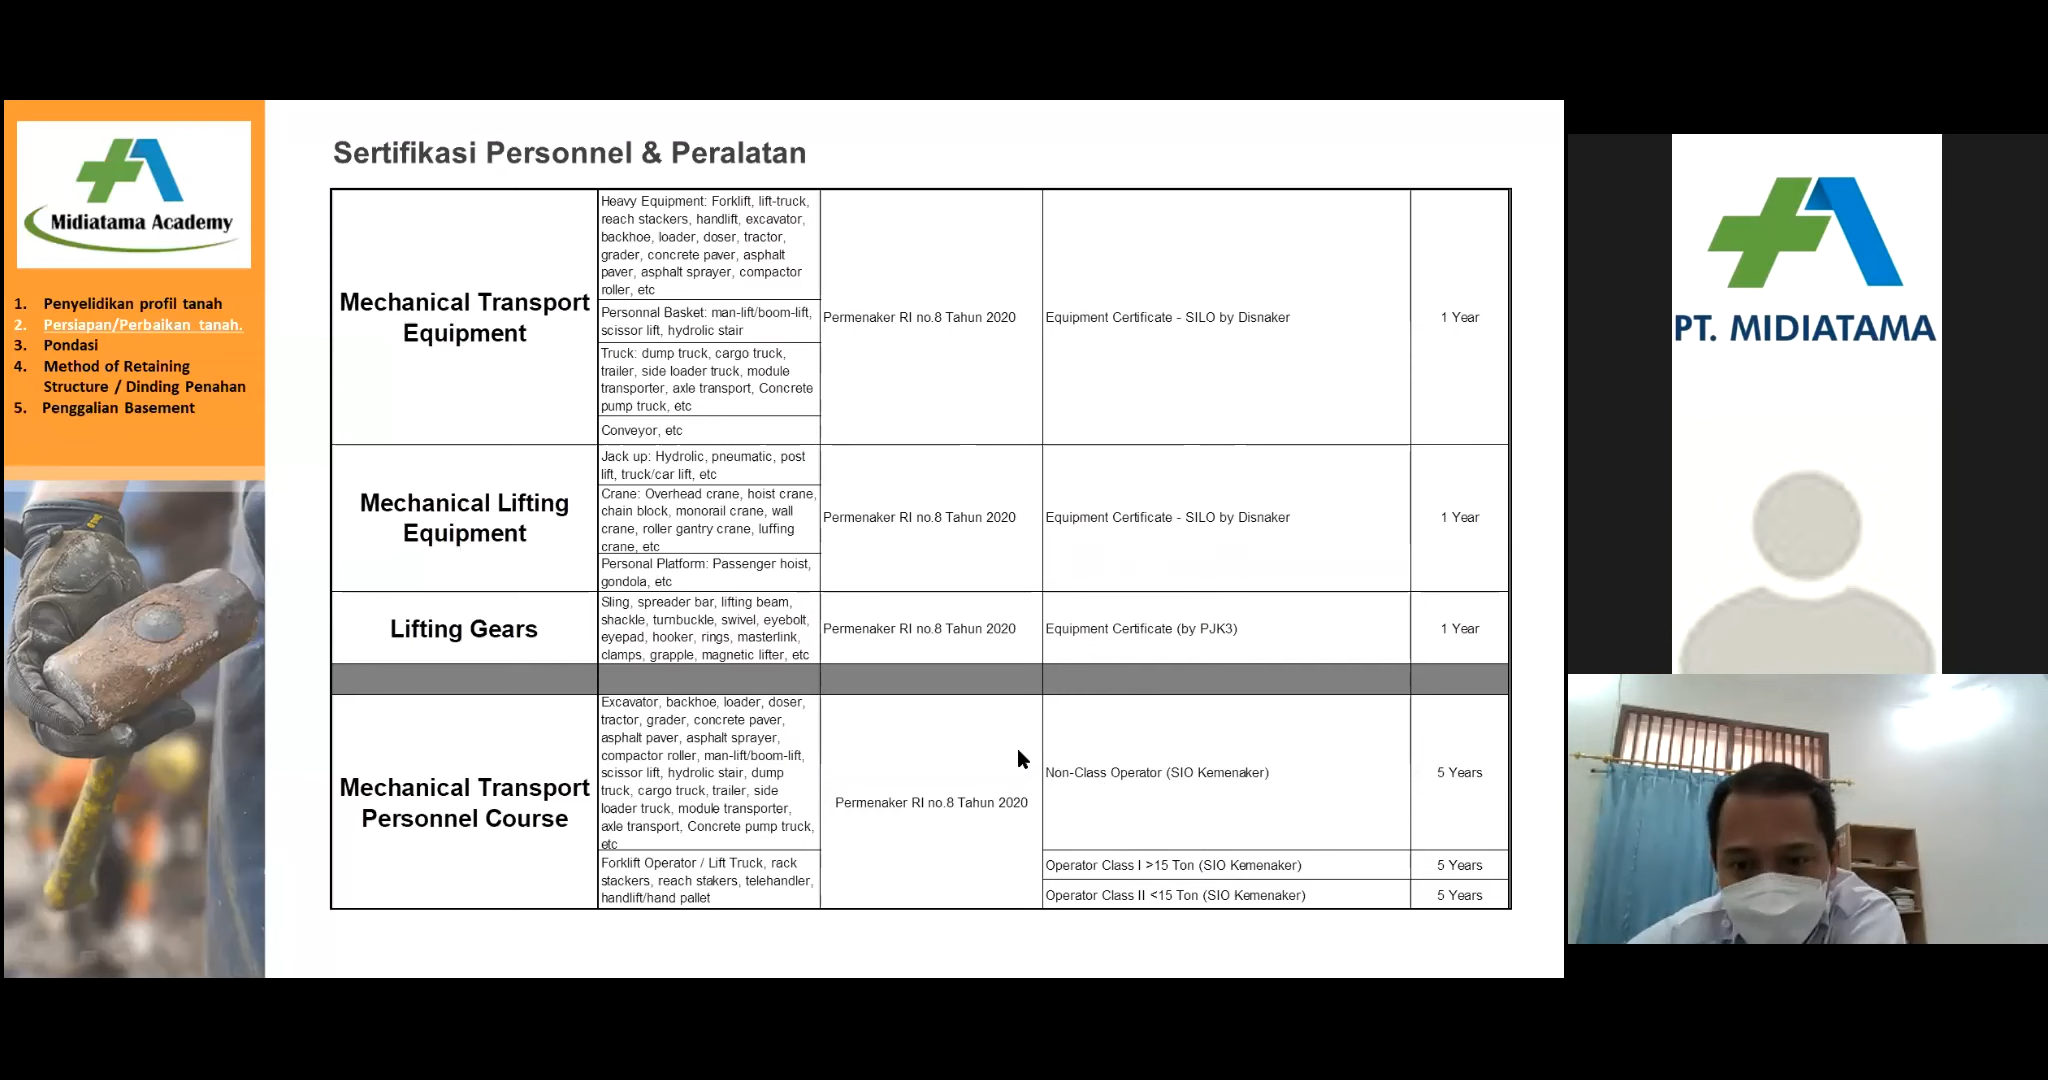 Midiatama Academy
1. Penyelidikan profil tanah
2. Persiapan/Perbaikan tanah.
3. Pondasi
4. Method of Retaining
Structure / Dinding Penahan
5. Penggalian Basement
Sertifikasi Personnel & Peralatan
Mechanical Transport
Equipment
Heavy Equipment: Forklift, lift-truck,
reach stackers, handlift, excavator,
backhoe, loader, doser, tractor,
grader, concrete paver, asphalt
paver, asphalt sprayer, compactor
roller, etc
Personnal Basket: man-lift/boom-lift,
scissor lift, hydrolic stair
Truck: dump truck, cargo truck,
trailer, side loader truck, module
transporter, axle transport, Concrete
pump truck, etc
Conveyor, etc
Permenaker RI no.8 Tahun 2020
Equipment Certificate - SILO by Disnaker
1 Year
Mechanical Lifting
Equipment
Jack up: Hydrolic, pneumatic, post
lift, truck/car lift, etc
Crane: Overhead crane, hoist crane,
chain block, monorail crane, wall
crane, roller gantry crane, luffing
crane, etc
Personal Platform: Passenger hoist,
gondola, etc
Permenaker RI no.8 Tahun 2020
Equipment Certificate - SILO by Disnaker
1 Year
Lifting Gears
Sling, spreader bar, lifting beam,
shackle, turnbuckle, swivel, eyebolt,
eyepad, hooker, rings, masterlink,
clamps, grapple, magnetic lifter, etc
Permenaker RI no.8 Tahun 2020
Equipment Certificate (by PJK3)
1 Year
Mechanical Transport
Personnel Course
Excavator, backhoe, loader, doser,
tractor, grader, concrete paver,
asphalt paver, asphalt sprayer,
compactor roller, man-lift/boom-lift,
scissor lift, hydrolic stair, dump
truck, cargo truck, trailer, side
loader truck, module transporter,
axle transport, Concrete pump truck,
etc
Forklift Operator / Lift Truck, rack
stackers, reach stakers, telehandler,
handlift/hand pallet
Permenaker RI no.8 Tahun 2020
Non-Class Operator (SIO Kemenaker)
5 Years
Operator Class I >15 Ton (SIO Kemenaker)
5 Years
Operator Class II <15 Ton (SIO Kemenaker)
5 Years
PT. MIDIATAMA